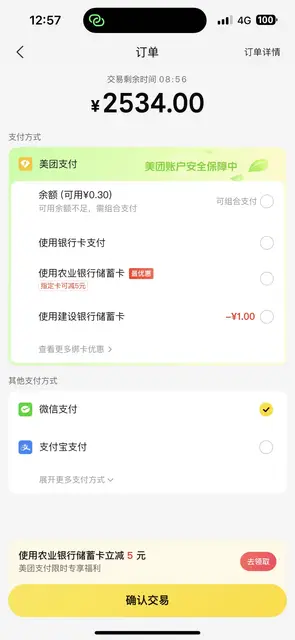 12:57
4G
100
订单
订单详情
交易剩余时间 08:56
¥2534.00
支付方式
美团支付
美团账户安全保障中
余额 (可用¥0.30)
可用余额不足，需组合支付
可组合支付
使用银行卡支付
使用农业银行储蓄卡
蓝优惠
指定卡可减5元
使用建设银行储蓄卡
-¥1.00
查看更多绑卡优惠
其他支付方式
微信支付
支付宝支付
展开更多支付方式
使用农业银行储蓄卡立减 5 元
美团支付限时专享福利
去领取
确认交易